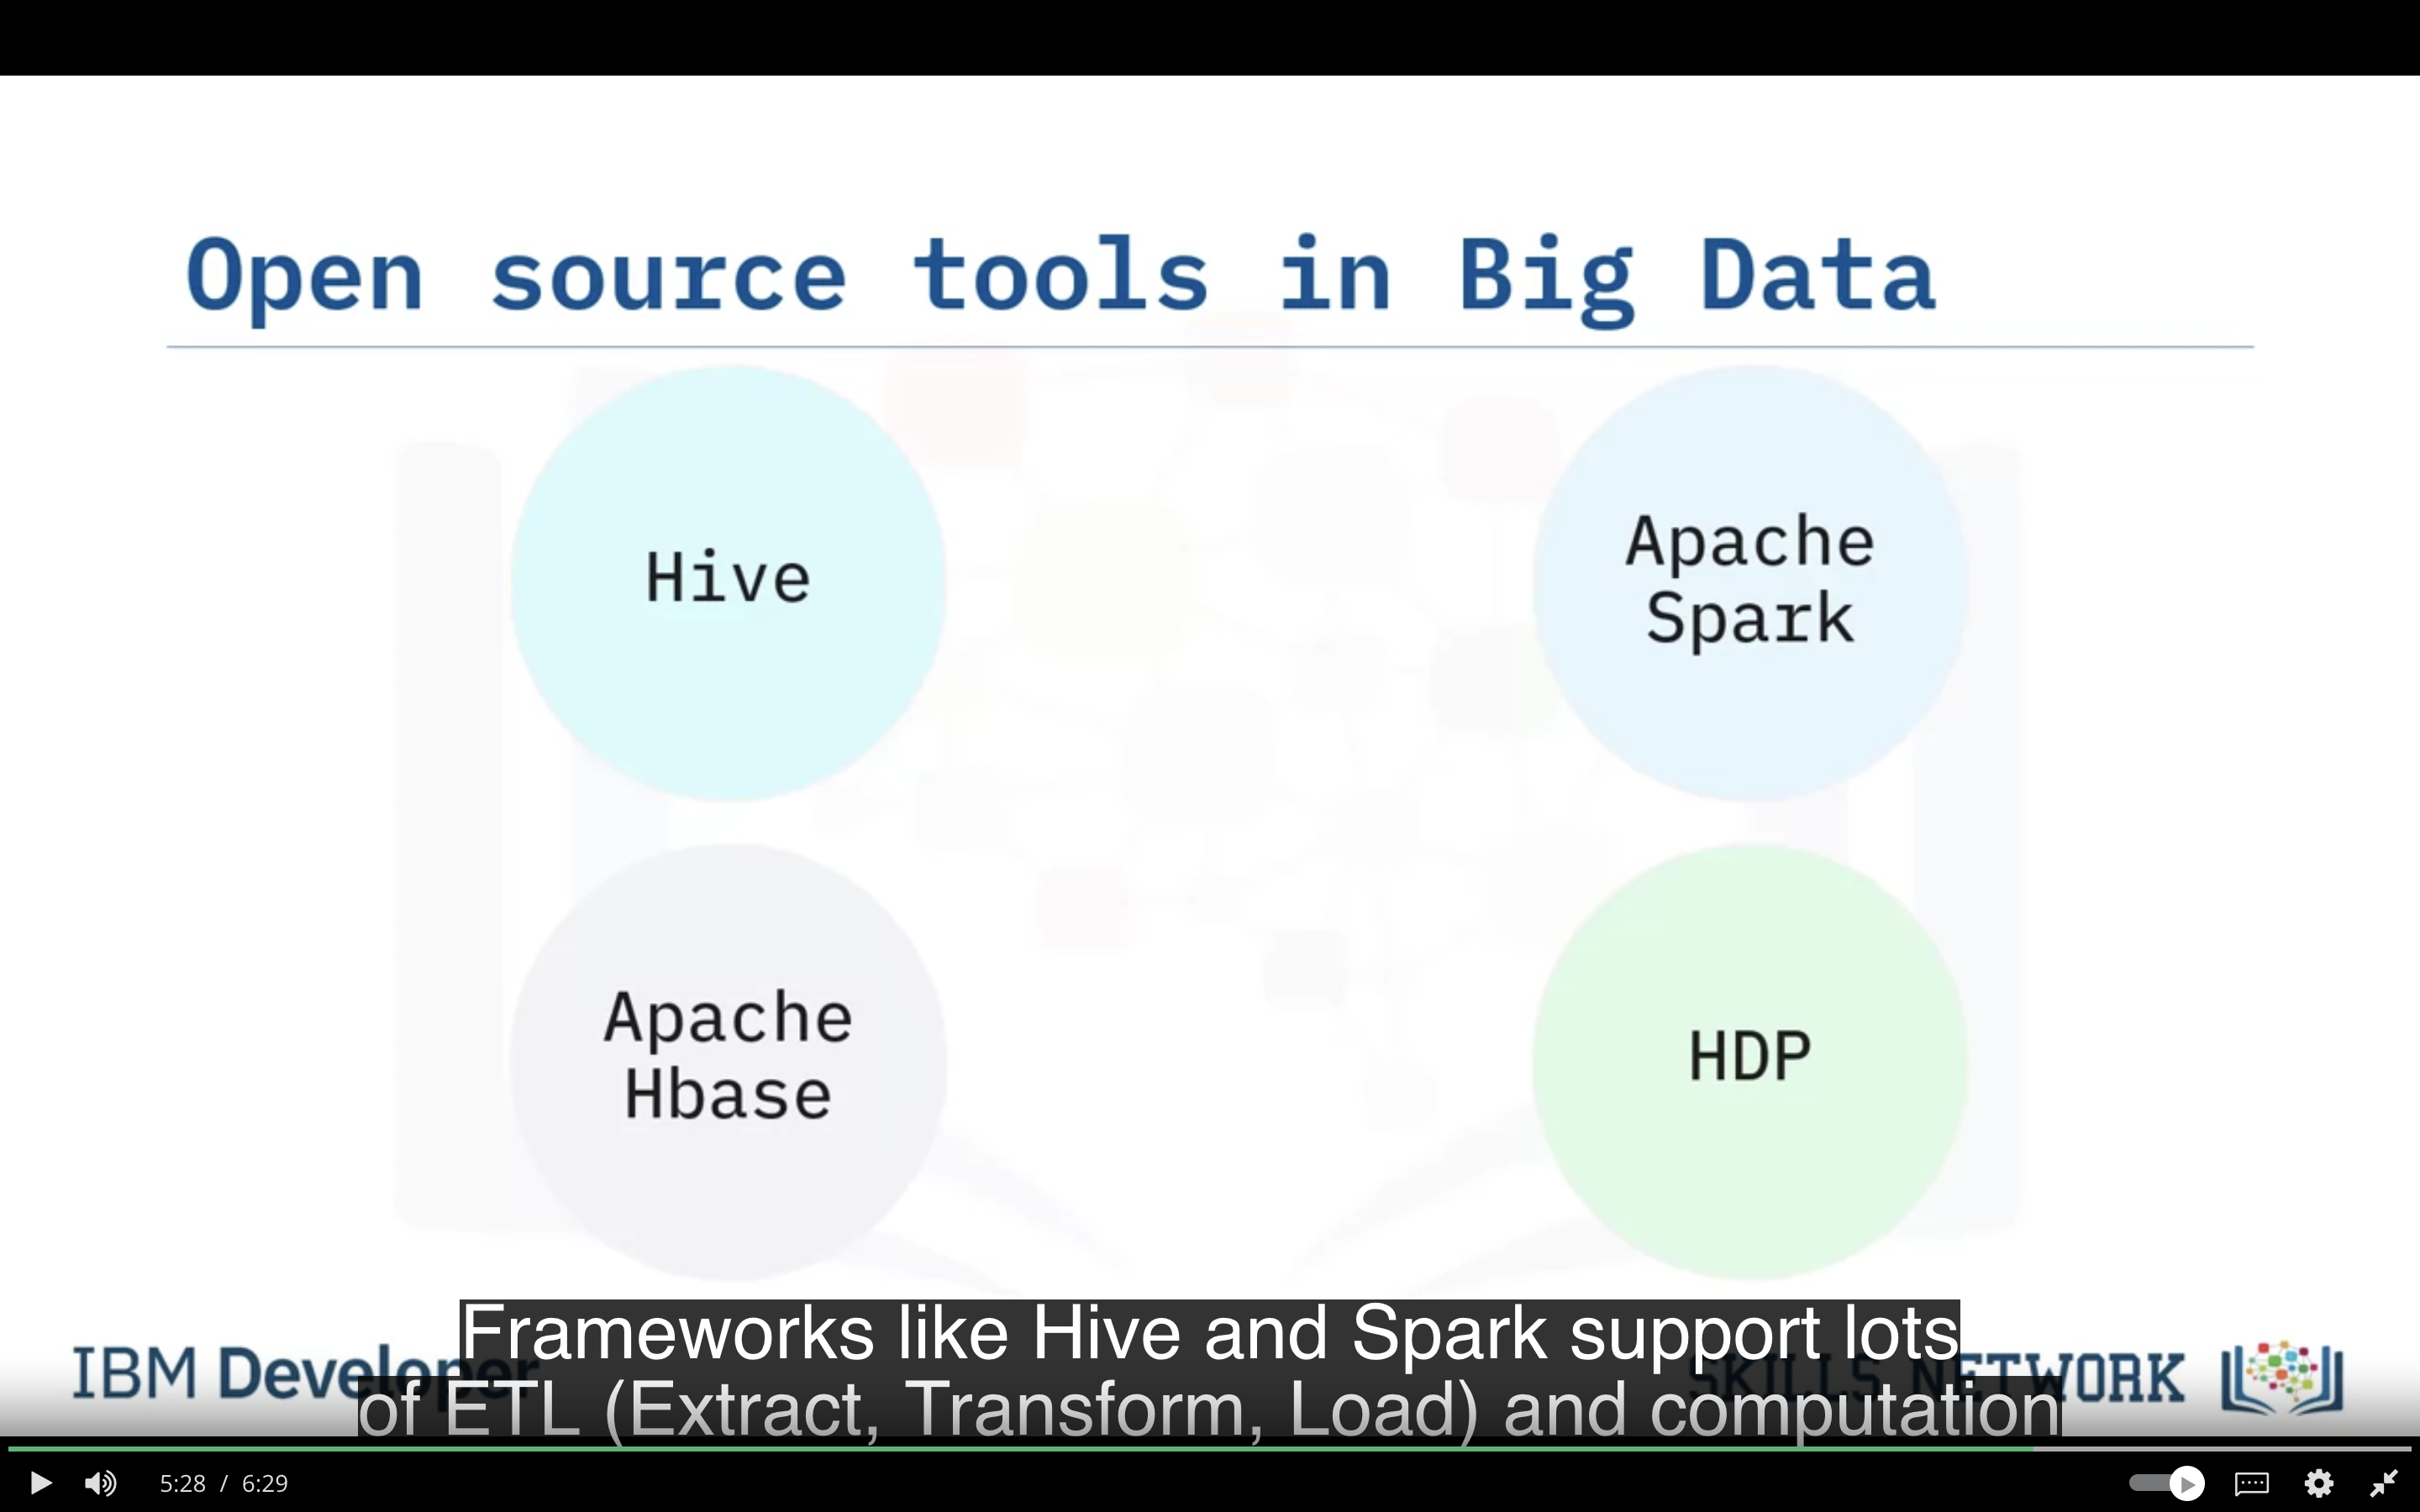 Open source tools in Big Data
Hive
Apache
Spark
Apache
Hbase
HDP
Frameworks like Hive and Spark support lots
of ETL (Extract, Transform, Load) and computation
IBM Developer
SKILLS NETWORK
5:28 / 6:29